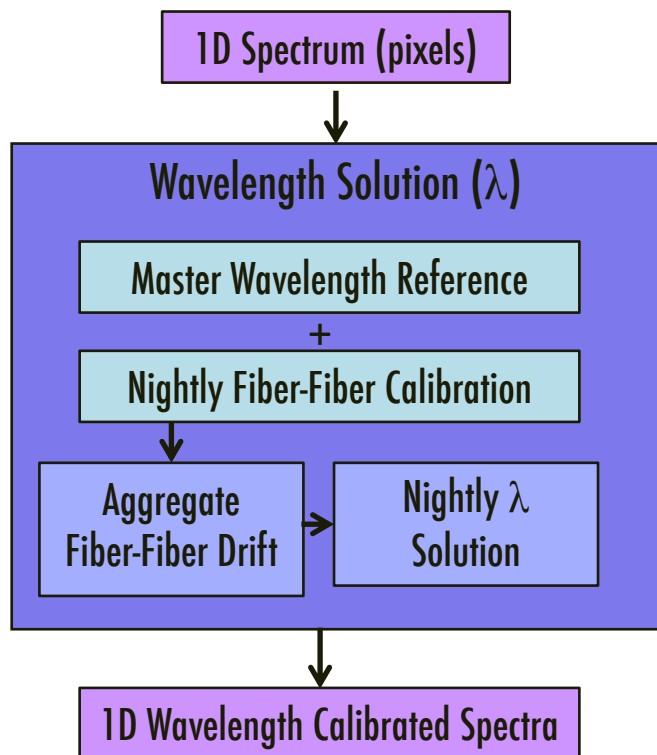 1D Spectrum (pixels)
Wavelength Solution (λ)
Master Wavelength Reference
+
Nightly Fiber-Fiber Calibration
Aggregate
Fiber-Fiber Drift
Nightly λ
Solution
1D Wavelength Calibrated Spectra